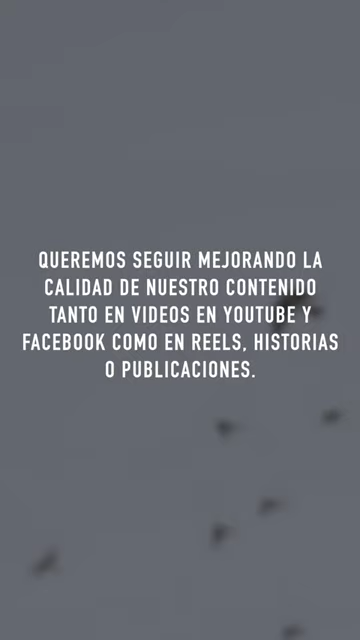 QUEREMOS SEGUIR MEJORANDO LA
CALIDAD DE NUESTRO CONTENIDO
TANTO EN VIDEOS EN YOUTUBE Y
FACEBOOK COMO EN REELS, HISTORIAS
O PUBLICACIONES.